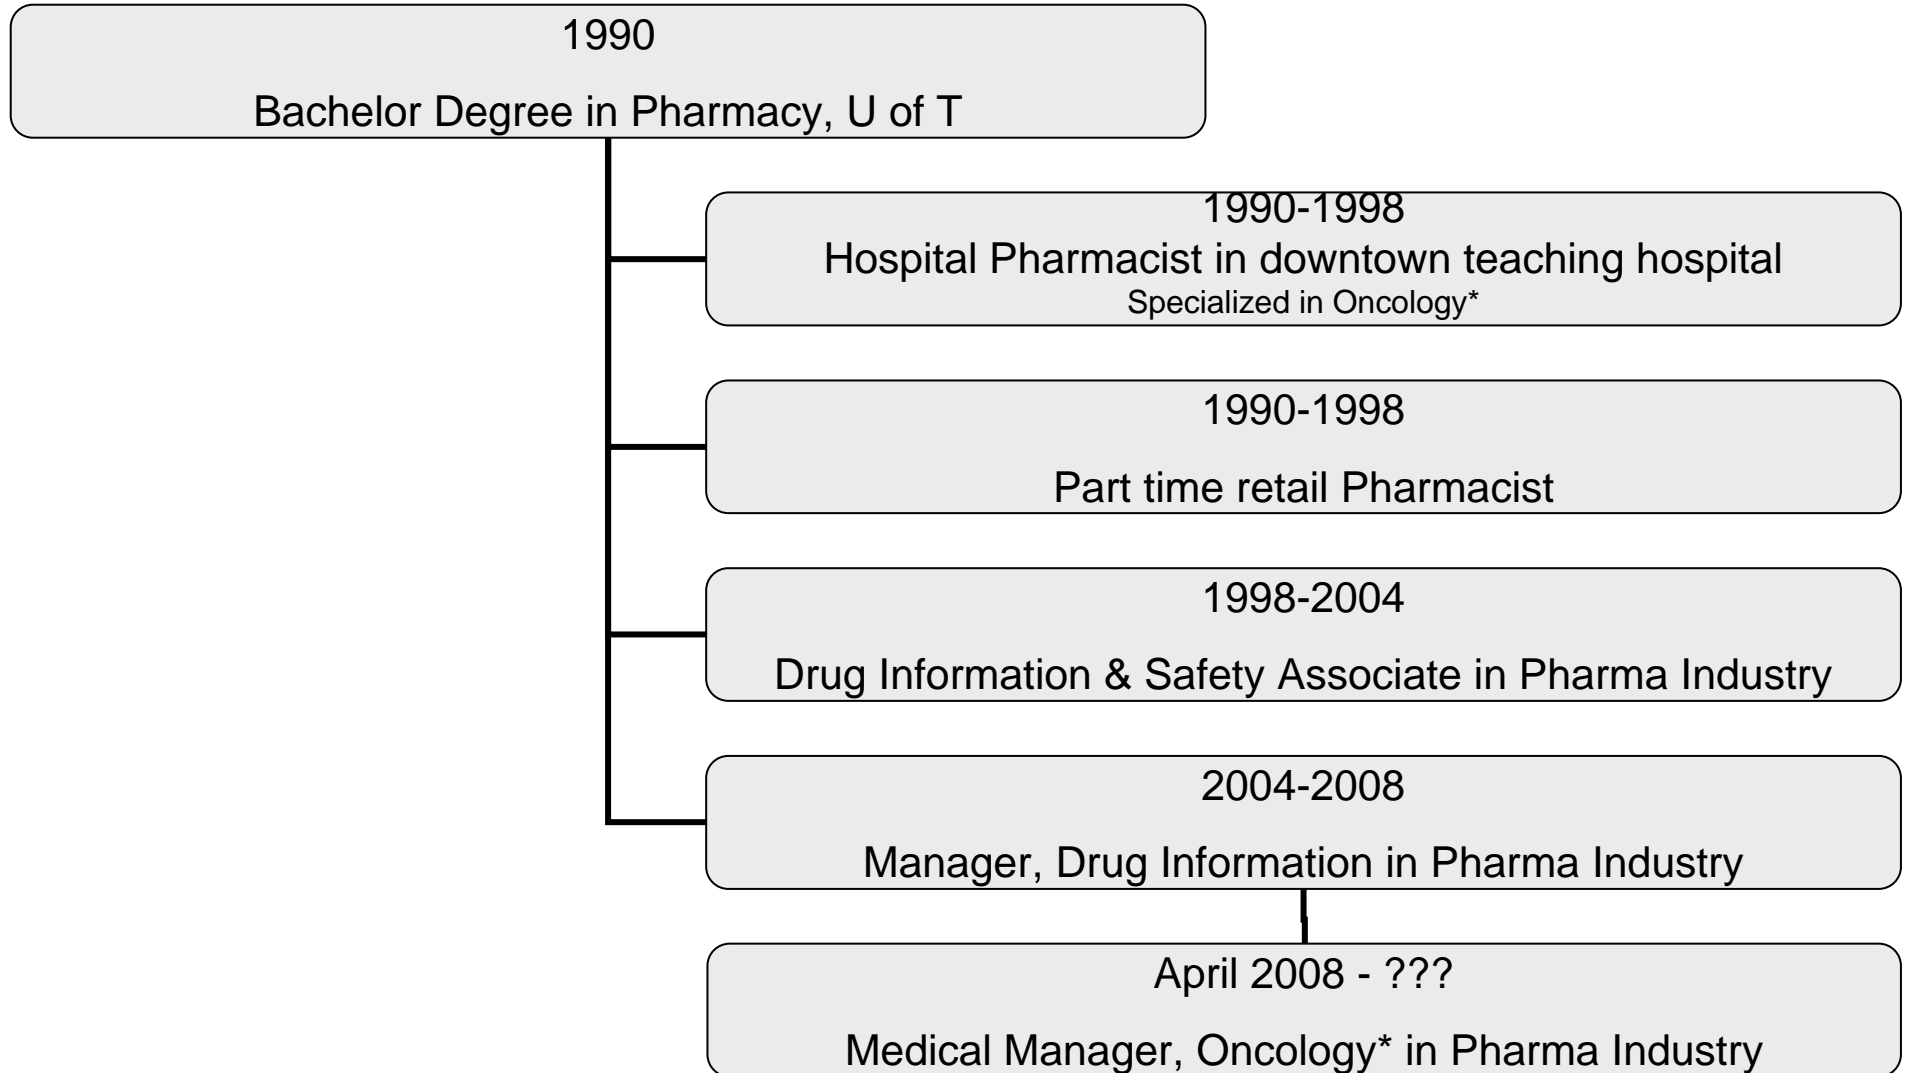 1990
Bachelor Degree in Pharmacy, U of T
1990-1998
Hospital Pharmacist in downtown teaching hospital
Specialized in Oncology*
1990-1998
Part time retail Pharmacist
1998-2004
Drug Information & Safety Associate in Pharma Industry
2004-2008
Manager, Drug Information in Pharma Industry
April 2008 - ???
Medical Manager, Oncology* in Pharma Industry